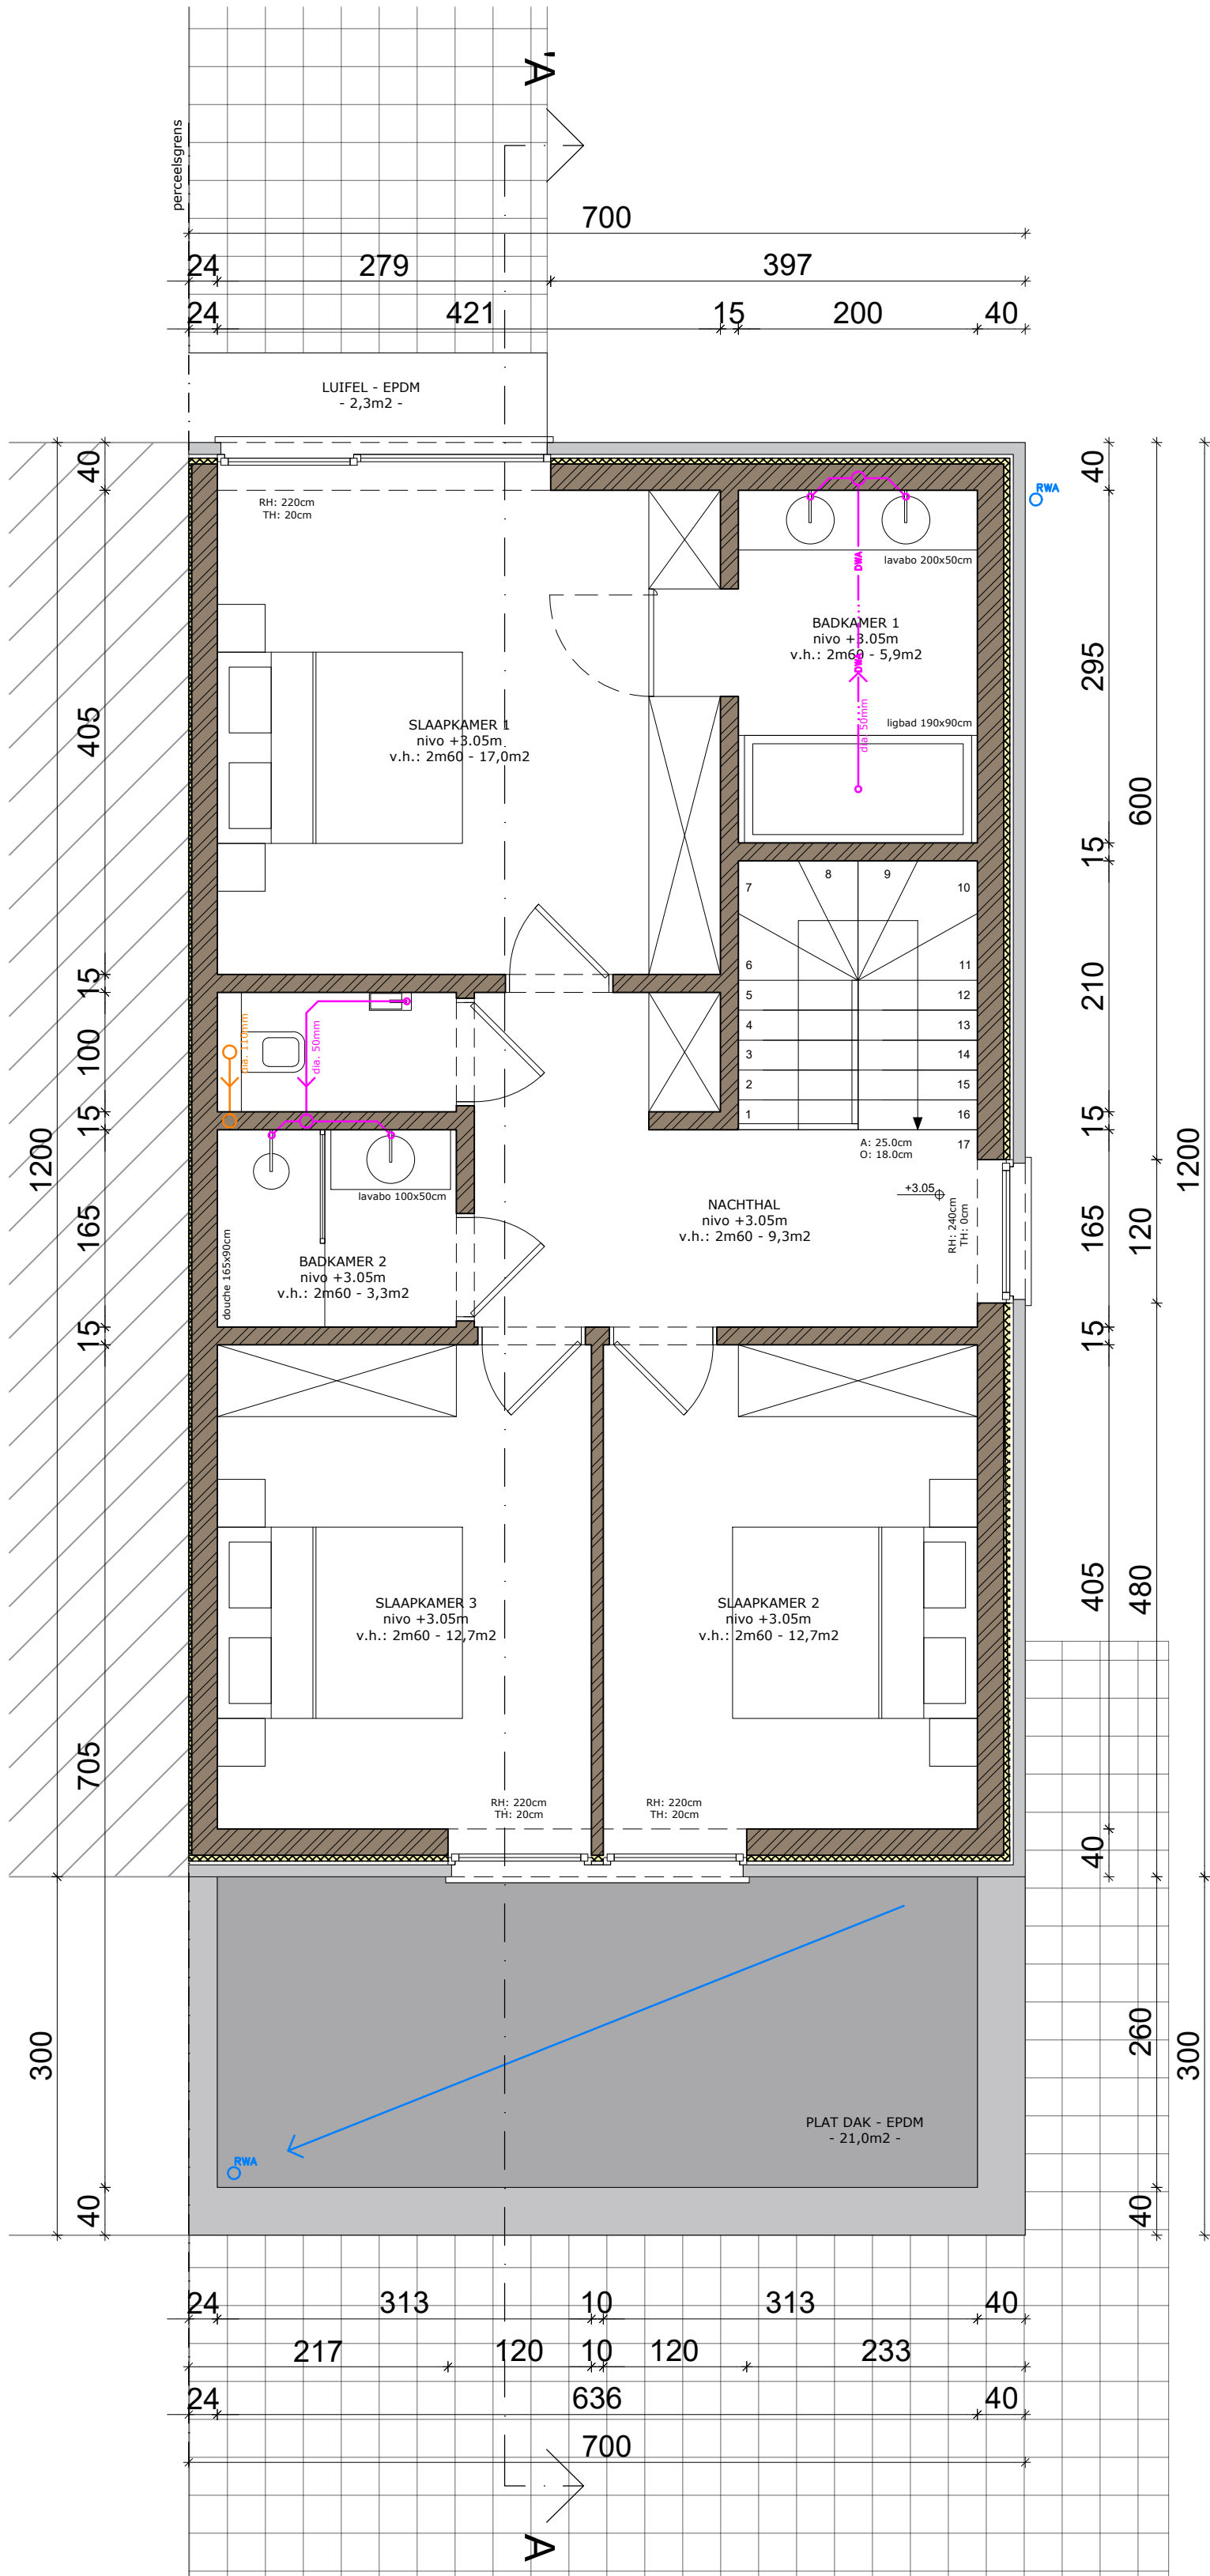 'A
perceelsgrens
700
24 279 397
24 421 15 200 40
LUIFEL - EPDM
- 2,3m2 -
40
405
15
100
15
165
15
705
40
1200
300
RH: 220cm
TH: 20cm
SLAAPKAMER 1
nivo +3.05m
v.h.: 2m60 - 17,0m2
DWA
DWA
dia. 50mm
lavabo 200x50cm
BADKAMER 1
nivo +3.05m
v.h.: 2m60 - 5,9m2
ligbad 190x90cm
RWA
40
295
15
210
15
165
15
405
40
600
120
480
260
40
1200
300
7 8 9 10
6 11
5 12
4 13
3 14
2 15
1 16
17
A: 25.0cm
O: 18.0cm
dia. 110mm
dia. 50mm
lavabo 100x50cm
douche 165x90cm
BADKAMER 2
nivo +3.05m
v.h.: 2m60 - 3,3m2
NACHTHAL
nivo +3.05m
v.h.: 2m60 - 9,3m2
+3.05
RH: 240cm
TH: 0cm
SLAAPKAMER 3
nivo +3.05m
v.h.: 2m60 - 12,7m2
SLAAPKAMER 2
nivo +3.05m
v.h.: 2m60 - 12,7m2
RH: 220cm
TH: 20cm
RH: 220cm
TH: 20cm
PLAT DAK - EPDM
- 21,0m2 -
RWA
24 313 10 313 40
217 120 10 120 233
24 636 40
700
A